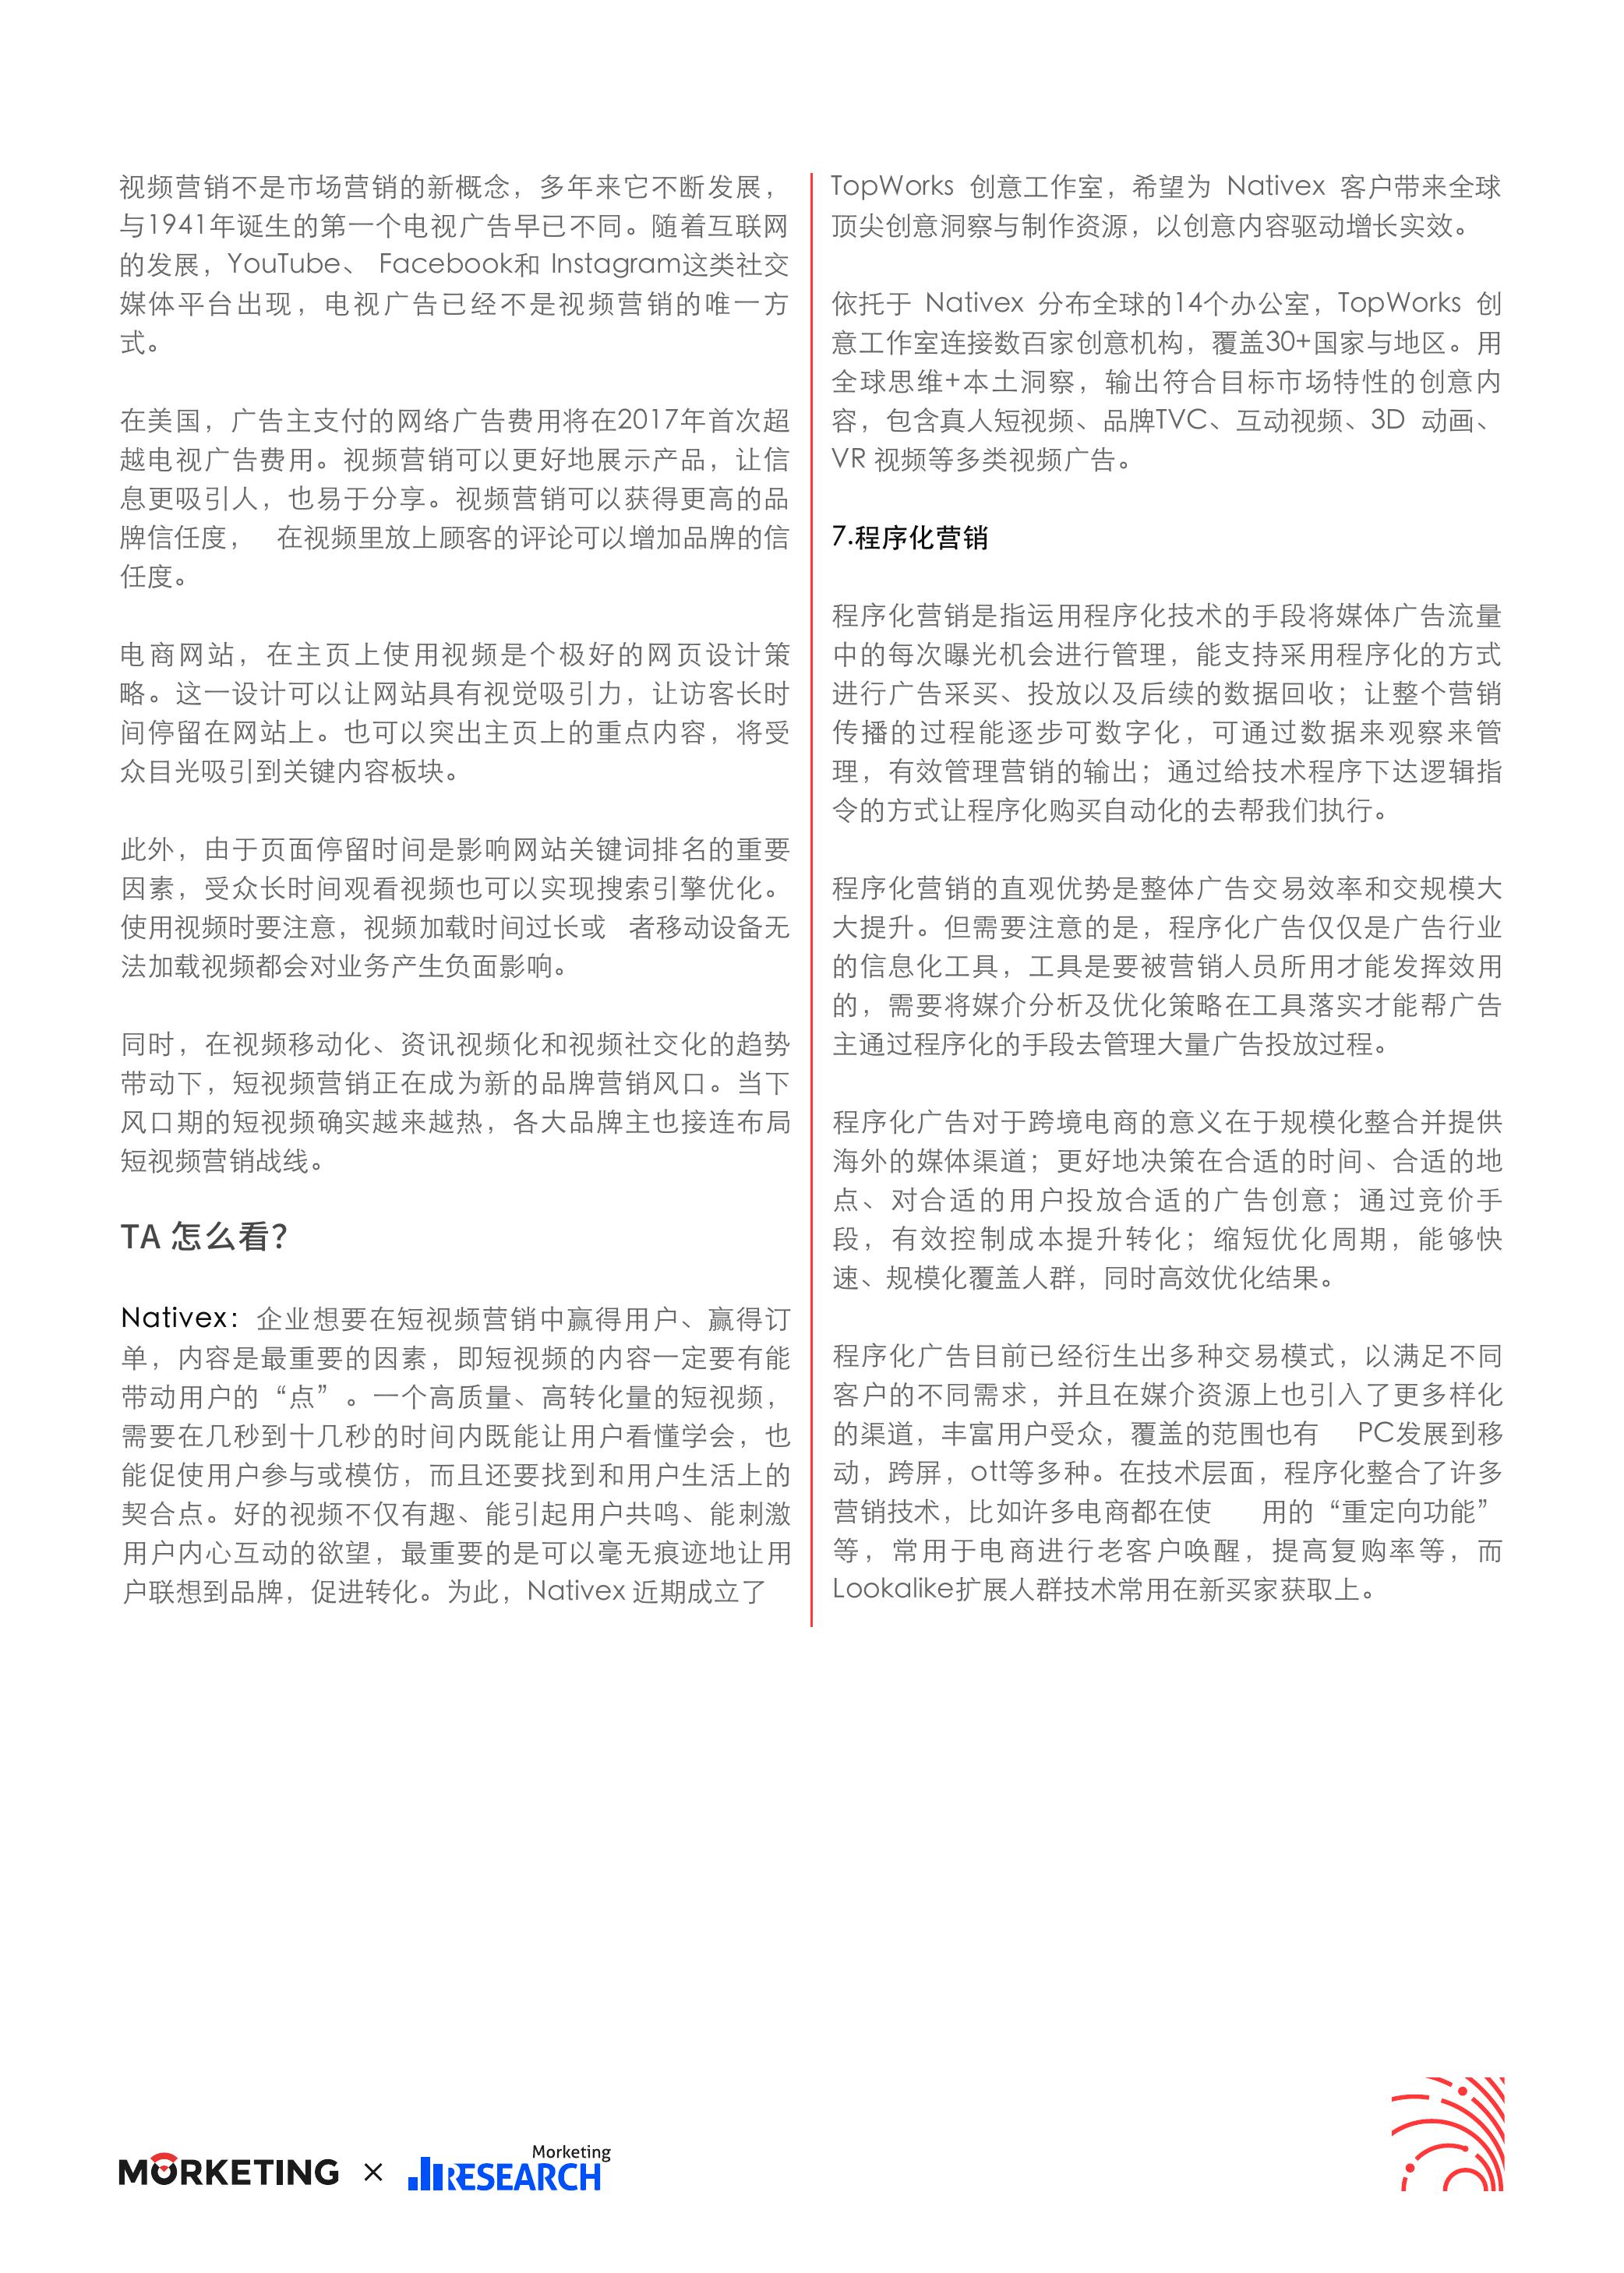 视频营销不是市场营销的新概念，多年来它不断发展，
与1941年诞生的第一个电视广告早已不同。随着互联网
的发展，YouTube、 Facebook和 Instagram这类社交
媒体平台出现，电视广告已经不是视频营销的唯一方
式。
在美国，广告主支付的网络广告费用将在2017年首次超
越电视广告费用。视频营销可以更好地展示产品，让信
息更吸引人，也易于分享。视频营销可以获得更高的品
牌信任度， 在视频里放上顾客的评论可以增加品牌的信
任度。
电商网站，在主页上使用视频是个极好的网页设计策
略。这一设计可以让网站具有视觉吸引力，让访客长时
间停留在网站上。也可以突出主页上的重点内容，将受
众目光吸引到关键内容板块。
此外，由于页面停留时间是影响网站关键词排名的重要
因素，受众长时间观看视频也可以实现搜索引擎优化。
使用视频时要注意，视频加载时间过长或 者移动设备无
法加载视频都会对业务产生负面影响。
同时，在视频移动化、资讯视频化和视频社交化的趋势
带动下，短视频营销正在成为新的品牌营销风口。当下
风口期的短视频确实越来越热，各大品牌主也接连布局
短视频营销战线。
TA 怎么看？
Nativex：企业想要在短视频营销中赢得用户、赢得订
单，内容是最重要的因素，即短视频的内容一定要有能
带动用户的“点”。一个高质量、高转化量的短视频，
需要在几秒到十几秒的时间内既能让用户看懂学会，也
能促使用户参与或模仿，而且还要找到和用户生活上的
契合点。好的视频不仅有趣、能引起用户共鸣、能刺激
用户内心互动的欲望，最重要的是可以毫无痕迹地让用
户联想到品牌，促进转化。为此，Nativex 近期成立了
TopWorks 创意工作室，希望为 Nativex 客户带来全球
顶尖创意洞察与制作资源，以创意内容驱动增长实效。
依托于 Nativex 分布全球的14个办公室，TopWorks 创
意工作室连接数百家创意机构，覆盖30+国家与地区。用
全球思维+本土洞察，输出符合目标市场特性的创意内
容，包含真人短视频、品牌TVC、互动视频、3D 动画、
VR 视频等多类视频广告。
7.程序化营销
程序化营销是指运用程序化技术的手段将媒体广告流量
中的每次曝光机会进行管理，能支持采用程序化的方式
进行广告采买、投放以及后续的数据回收；让整个营销
传播的过程能逐步可数字化，可通过数据来观察来管
理，有效管理营销的输出；通过给技术程序下达逻辑指
令的方式让程序化购买自动化的去帮我们执行。
程序化营销的直观优势是整体广告交易效率和交规模大
大提升。但需要注意的是，程序化广告仅仅是广告行业
的信息化工具，工具是要被营销人员所用才能发挥效用
的，需要将媒介分析及优化策略在工具落实才能帮广告
主通过程序化的手段去管理大量广告投放过程。
程序化广告对于跨境电商的意义在于规模化整合并提供
海外的媒体渠道；更好地决策在合适的时间、合适的地
点、对合适的用户投放合适的广告创意；通过竞价手
段，有效控制成本提升转化；缩短优化周期，能够快
速、规模化覆盖人群，同时高效优化结果。
程序化广告目前已经衍生出多种交易模式，以满足不同
客户的不同需求，并且在媒介资源上也引入了更多样化
的渠道，丰富用户受众，覆盖的范围也有 PC发展到移
动，跨屏，ott等多种。在技术层面，程序化整合了许多
营销技术，比如许多电商都在使 用的“重定向功能”
等，常用于电商进行老客户唤醒，提高复购率等，而
Lookalike扩展人群技术常用在新买家获取上。
MORKETING × Morketing RESEARCH